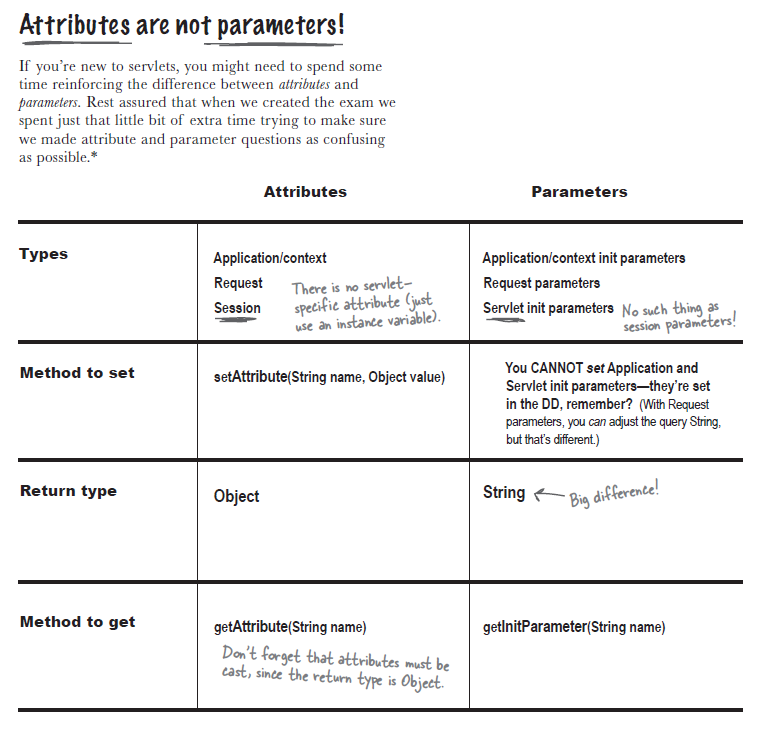 Attributes are not parameters!
If you’re new to servlets, you might need to spend some
time reinforcing the difference between attributes and
parameters. Rest assured that when we created the exam we
spent just that little bit of extra time trying to make sure
we made attribute and parameter questions as confusing
as possible.*
Attributes
Parameters
Types
Application/context
Request
Session
There is no servlet-
specific attribute (just
use an instance variable).
Application/context init parameters
Request parameters
Servlet init parameters
No such thing as
session parameters!
Method to set
setAttribute(String name, Object value)
You CANNOT set Application and
Servlet init parameters—they’re set
in the DD, remember? (With Request
parameters, you can adjust the query String,
but that’s different.)
Return type
Object
String
Big difference!
Method to get
getAttribute(String name)
Don't forget that attributes must be
cast, since the return type is Object.
getInitParameter(String name)